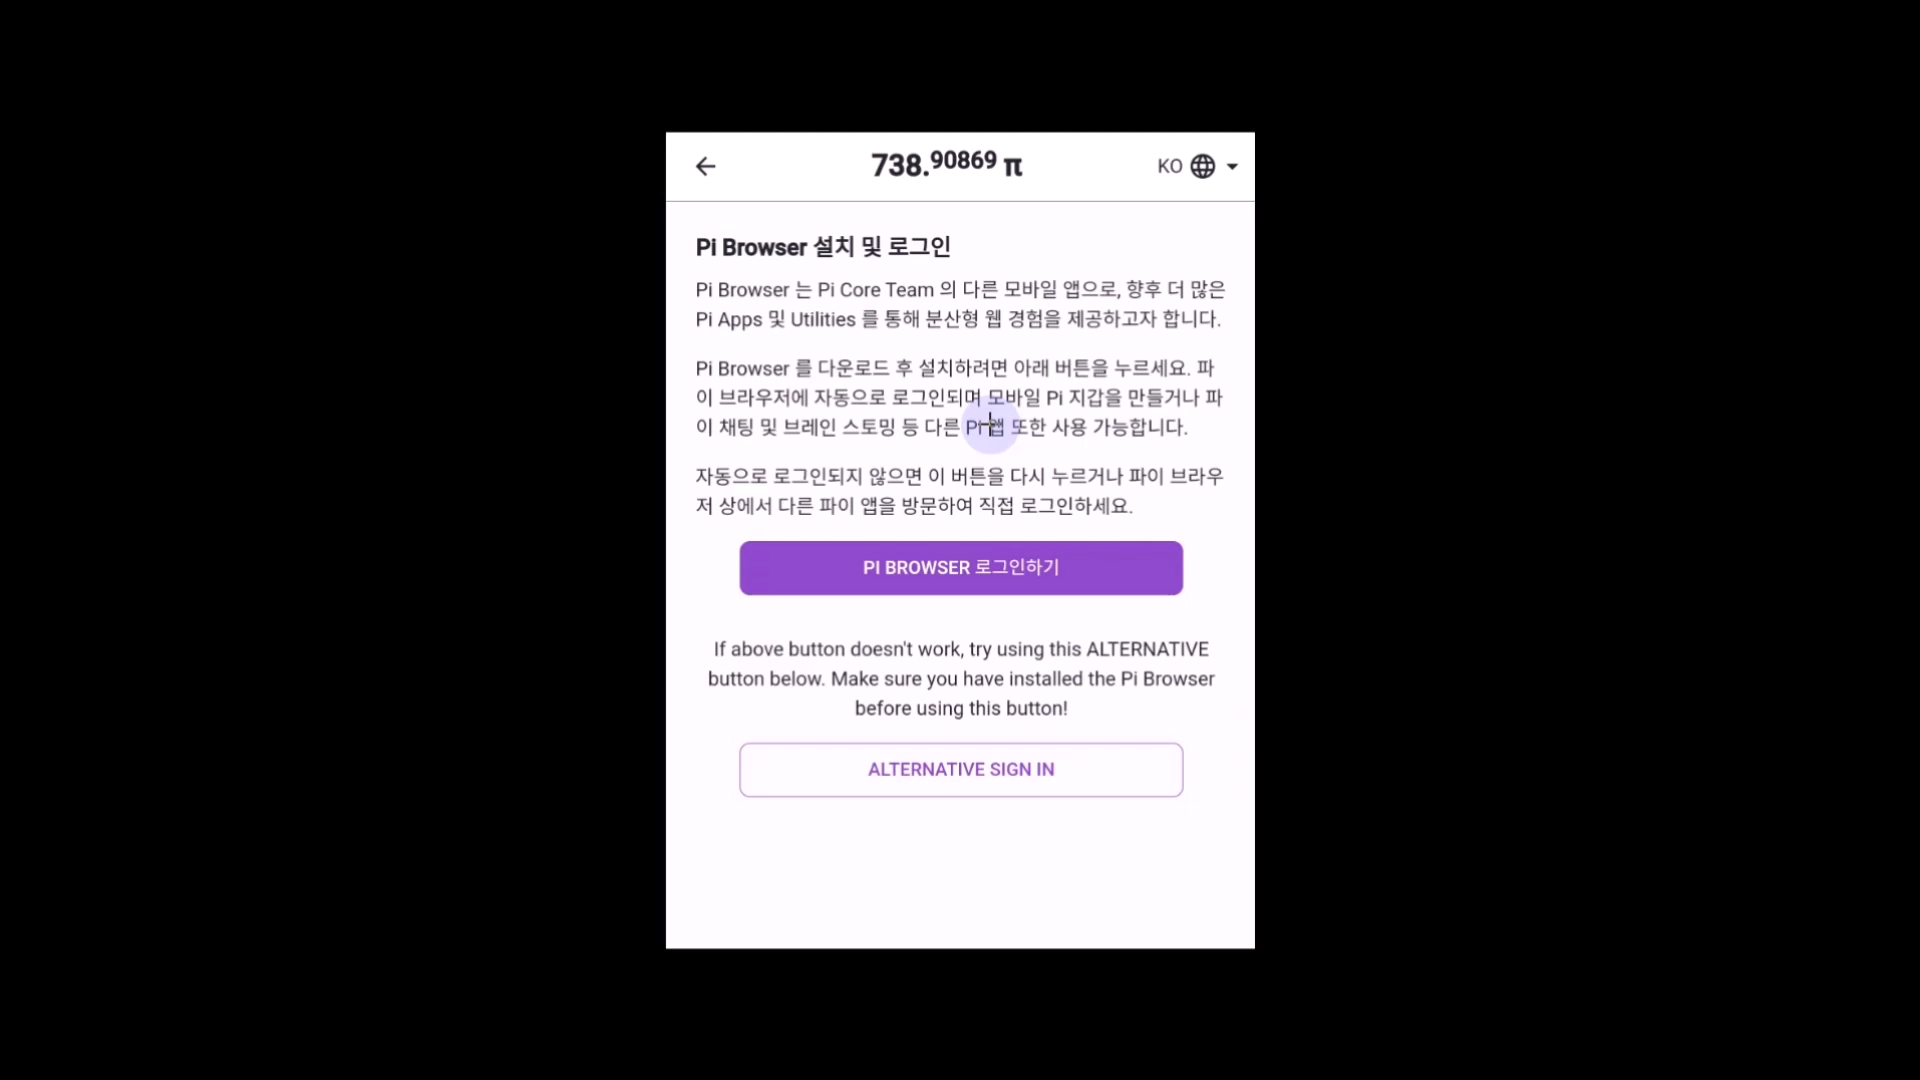 738.90869 π
KO
Pi Browser 설치 및 로그인
Pi Browser 는 Pi Core Team 의 다른 모바일 앱으로, 향후 더 많은
Pi Apps 및 Utilities 를 통해 분산형 웹 경험을 제공하고자 합니다.
Pi Browser 를 다운로드 후 설치하려면 아래 버튼을 누르세요. 파
이 브라우저에 자동으로 로그인되며 모바일 Pi 지갑을 만들거나 파
이 채팅 및 브레인 스토밍 등 다른 Pi 앱 또한 사용 가능합니다.
자동으로 로그인되지 않으면 이 버튼을 다시 누르거나 파이 브라우
저 상에서 다른 파이 앱을 방문하여 직접 로그인하세요.
PI BROWSER 로그인하기
If above button doesn't work, try using this ALTERNATIVE
button below. Make sure you have installed the Pi Browser
before using this button!
ALTERNATIVE SIGN IN